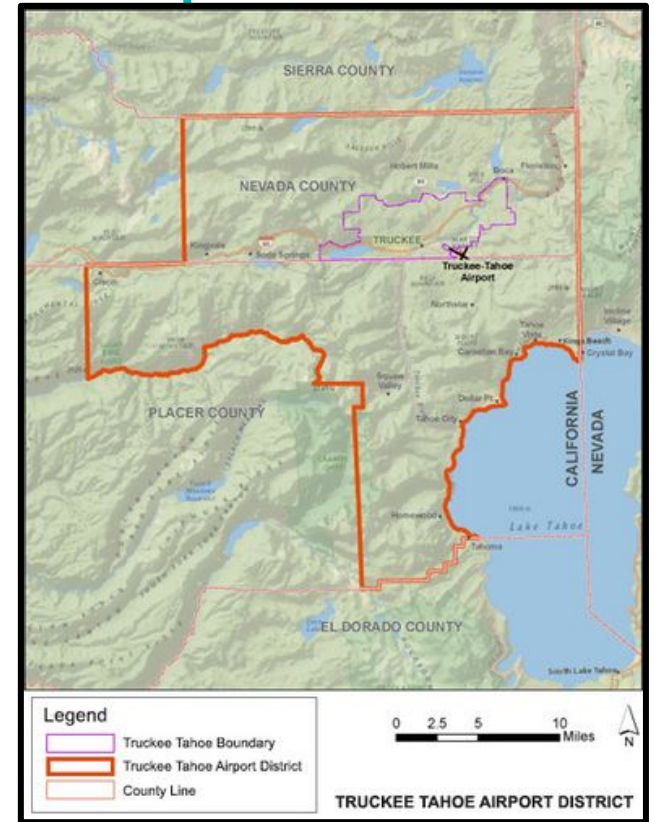 SIERRA COUNTY
Hobart Mills
Boca
Floriston
NEVADA COUNTY
80
TRUCKEE
Kingvale
Soda Springs
Truckee-Tahoe
Airport
Cisco
Northstar
Tahoe
Vista
Incline
Village
Kings Beach
Carnelian Bay
Crystal Bay
Squaw
Valley
Dollar Pt.
PLACER COUNTY
Tahoe City
CALIFORNIA
NEVADA
Homewood
Lake Tahoe
Tahoma
EL DORADO COUNTY
South Lake Tahoe
Legend
Truckee Tahoe Boundary
Truckee Tahoe Airport District
County Line
0 2.5 5 10
Miles
N
TRUCKEE TAHOE AIRPORT DISTRICT